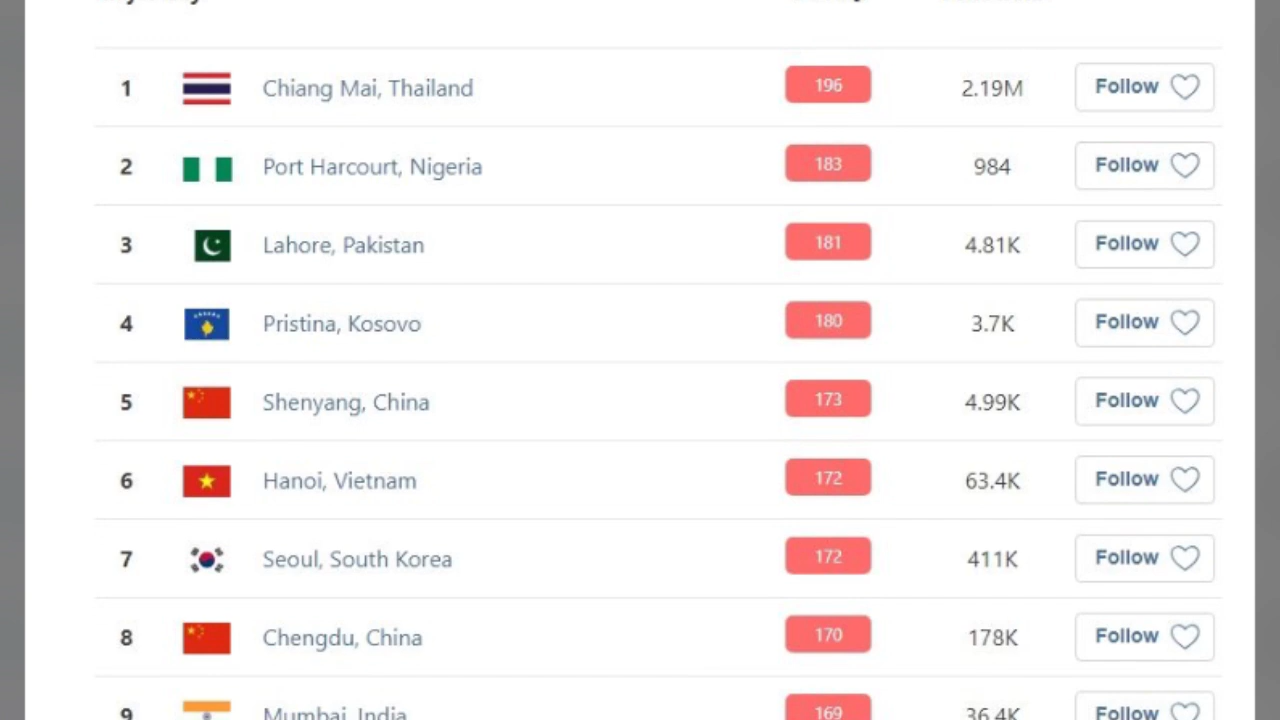 1 Chiang Mai, Thailand 196 2.19M Follow
2 Port Harcourt, Nigeria 183 984 Follow
3 Lahore, Pakistan 181 4.81K Follow
4 Pristina, Kosovo 180 3.7K Follow
5 Shenyang, China 173 4.99K Follow
6 Hanoi, Vietnam 172 63.4K Follow
7 Seoul, South Korea 172 411K Follow
8 Chengdu, China 170 178K Follow
9 Mumbai, India 169 36.4K Follow